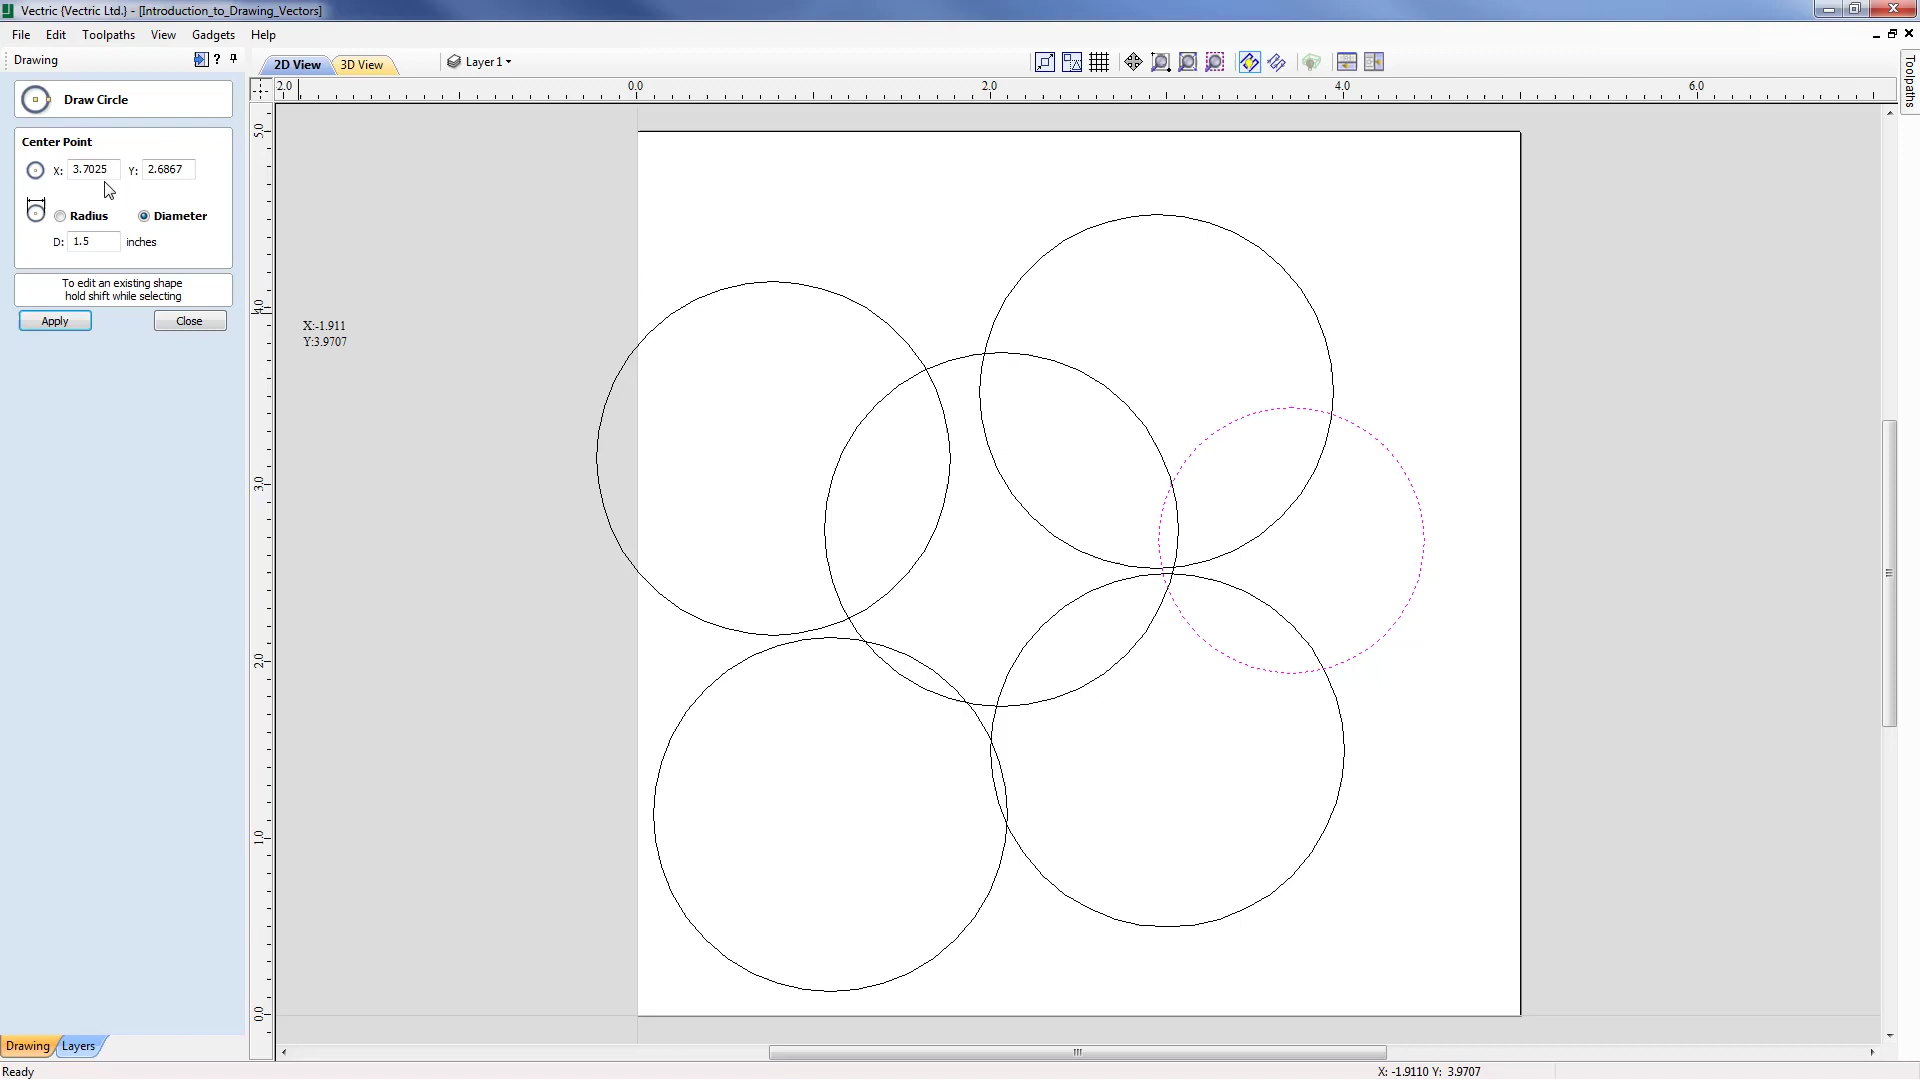 Vectric {Vectric Ltd.} - [Introduction_to_Drawing_Vectors]
File Edit Toolpaths View Gadgets Help
Drawing
2D View 3D View Layer 1
Toolpaths
Draw Circle
2.0 0.0 2.0 4.0 6.0
Center Point
X: 3.7025 Y: 2.6867
Radius Diameter
D: 1.5 inches
To edit an existing shape
hold shift while selecting
Apply Close
X:-1.911
Y:3.9707
5.0
4.0
3.0
2.0
1.0
0.0
Drawing Layers
Ready X: -1.9110 Y: 3.9707